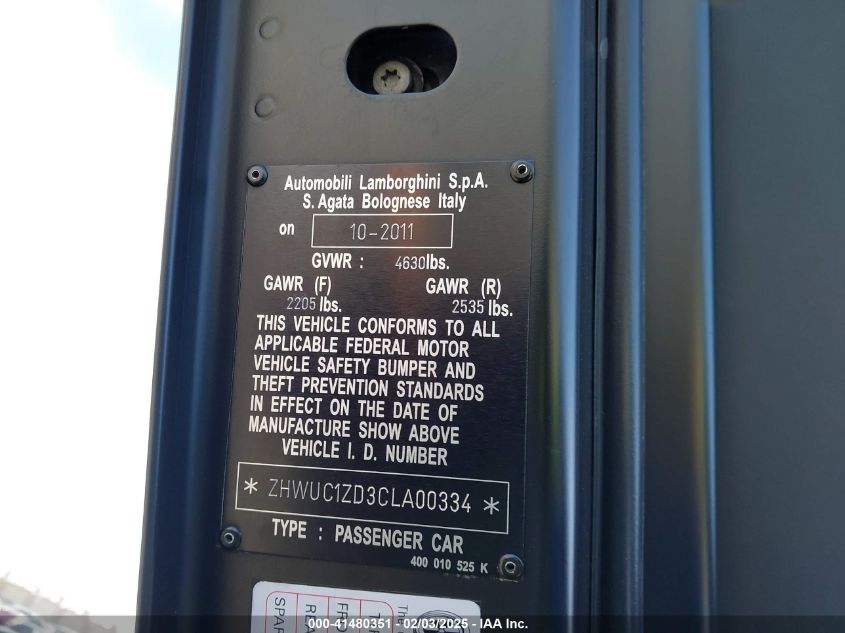 Automobili Lamborghini S.p.A.
S. Agata Bolognese Italy
on 10-2011
GVWR : 4630lbs.
GAWR (F) GAWR (R)
2205 lbs. 2535 lbs.
THIS VEHICLE CONFORMS TO ALL
APPLICABLE FEDERAL MOTOR
VEHICLE SAFETY BUMPER AND
THEFT PREVENTION STANDARDS
IN EFFECT ON THE DATE OF
MANUFACTURE SHOW ABOVE
VEHICLE I. D. NUMBER
* ZHWUC1ZD3CLA00334 *
TYPE : PASSENGER CAR
400 010 525 K
000-41480351 - 02/03/2025 - IAA Inc.